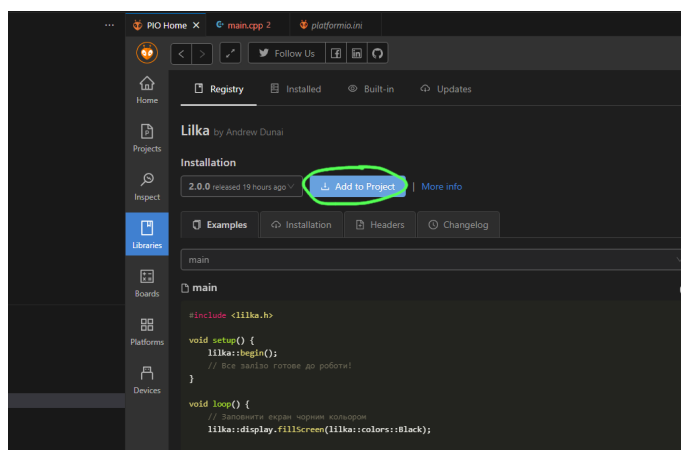 PIO Home
main.cpp 2
platformio.ini
Follow Us
Home
Registry
Installed
Built-in
Updates
Projects
Lilka by Andrew Dunai
Installation
2.0.0 released 19 hours ago
Add to Project
| More info
Inspect
Libraries
Examples
Installation
Headers
Changelog
main
Boards
main
#include <lilka.h>
void setup() {
lilka::begin();
// Все залізо готове до роботи!
}
Platforms
Devices
void loop() {
// Заповнити екран чорним кольором
lilka::display.fillScreen(lilka::colors::Black);